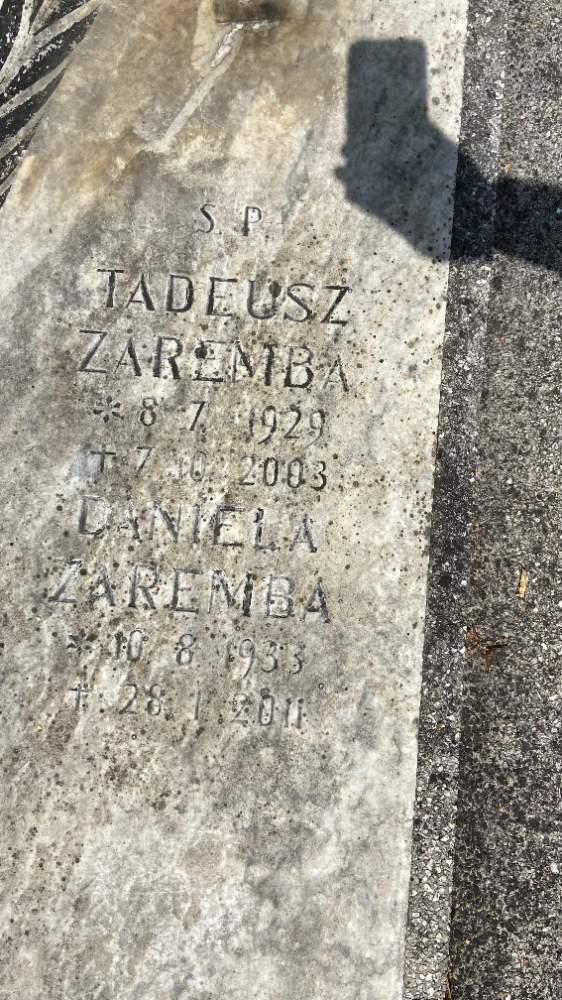 S. P.
TADEUSZ
ZAREMBA
* 8 7 1929
† 7 10 2003
DANIELA
ZAREMBA
* 10 8 1933
† 28 1 2011